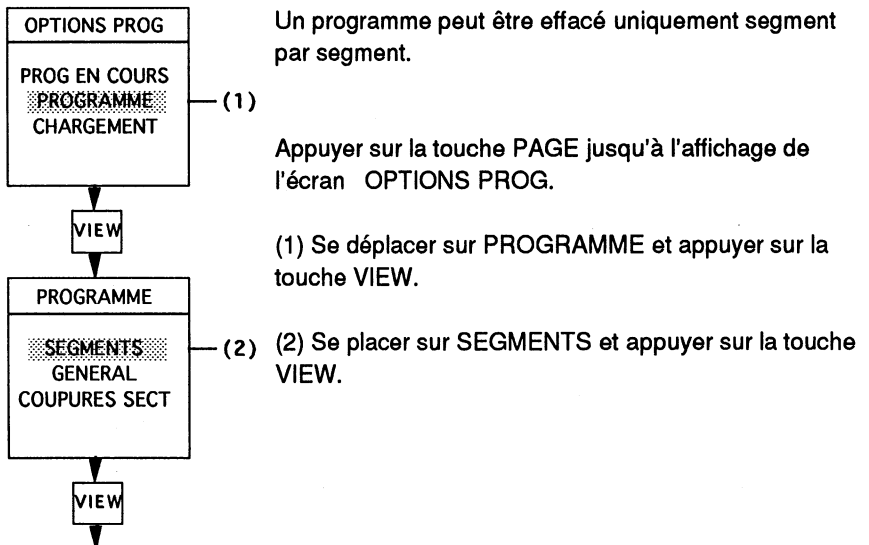 OPTIONS PROG
PROG EN COURS
PROGRAMME
CHARGEMENT
(1)
VIEW
PROGRAMME
SEGMENTS
GENERAL
COUPURES SECT
(2)
VIEW
Un programme peut être effacé uniquement segment
par segment.
Appuyer sur la touche PAGE jusqu'à l'affichage de
l'écran OPTIONS PROG.
(1) Se déplacer sur PROGRAMME et appuyer sur la
touche VIEW.
(2) Se placer sur SEGMENTS et appuyer sur la touche
VIEW.